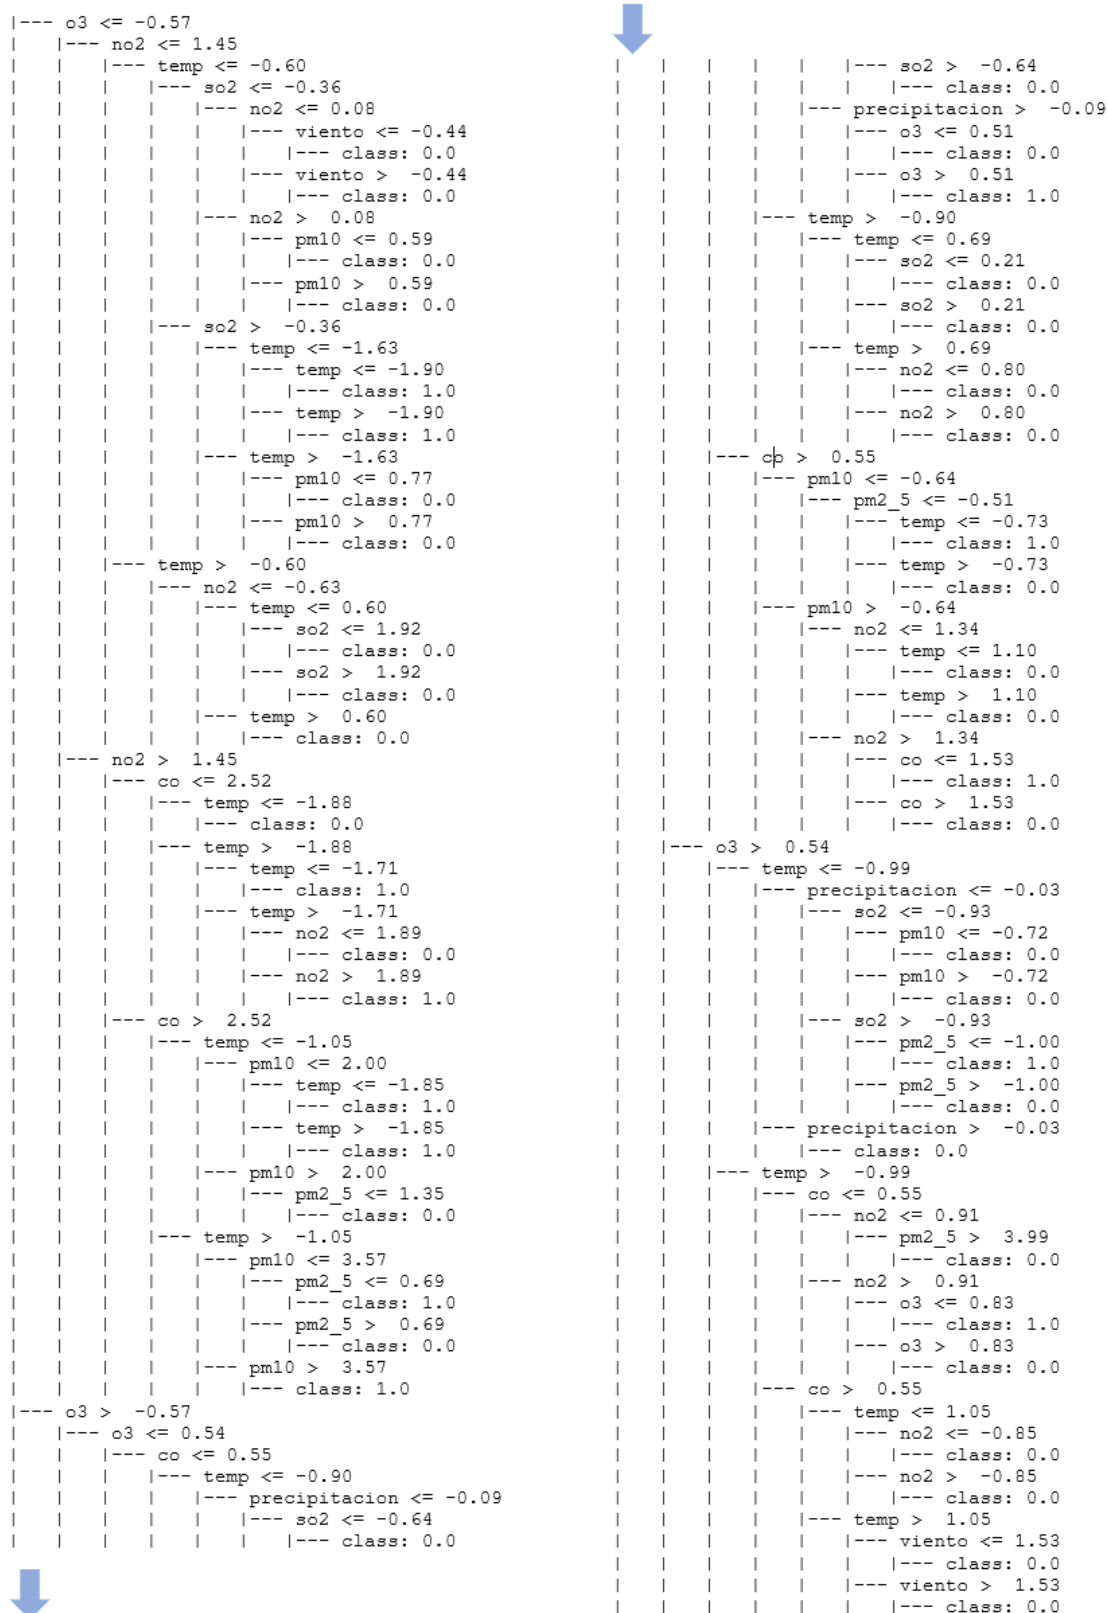 |--- o3 <= -0.57
|   |--- no2 <= 1.45
|   |   |--- temp <= -0.60
|   |   |   |--- so2 <= -0.36
|   |   |   |   |--- no2 <= 0.08
|   |   |   |   |   |--- viento <= -0.44
|   |   |   |   |   |   |--- class: 0.0
|   |   |   |   |   |--- viento >  -0.44
|   |   |   |   |   |   |--- class: 0.0
|   |   |   |   |--- no2 >  0.08
|   |   |   |   |   |--- pm10 <= 0.59
|   |   |   |   |   |   |--- class: 0.0
|   |   |   |   |   |--- pm10 >  0.59
|   |   |   |   |   |   |--- class: 0.0
|   |   |   |--- so2 >  -0.36
|   |   |   |   |--- temp <= -1.63
|   |   |   |   |   |--- temp <= -1.90
|   |   |   |   |   |   |--- class: 1.0
|   |   |   |   |   |--- temp >  -1.90
|   |   |   |   |   |   |--- class: 1.0
|   |   |   |   |--- temp >  -1.63
|   |   |   |   |   |--- pm10 <= 0.77
|   |   |   |   |   |   |--- class: 0.0
|   |   |   |   |   |--- pm10 >  0.77
|   |   |   |   |   |   |--- class: 0.0
|   |   |--- temp >  -0.60
|   |   |   |--- no2 <= -0.63
|   |   |   |   |--- temp <= 0.60
|   |   |   |   |   |--- so2 <= 1.92
|   |   |   |   |   |   |--- class: 0.0
|   |   |   |   |   |--- so2 >  1.92
|   |   |   |   |   |   |--- class: 0.0
|   |   |   |   |--- temp >  0.60
|   |   |   |   |   |--- class: 0.0
|   |--- no2 >  1.45
|   |   |--- co <= 2.52
|   |   |   |--- temp <= -1.88
|   |   |   |   |--- class: 0.0
|   |   |   |--- temp >  -1.88
|   |   |   |   |--- temp <= -1.71
|   |   |   |   |   |--- class: 1.0
|   |   |   |   |--- temp >  -1.71
|   |   |   |   |   |--- no2 <= 1.89
|   |   |   |   |   |   |--- class: 0.0
|   |   |   |   |   |--- no2 >  1.89
|   |   |   |   |   |   |--- class: 1.0
|   |   |--- co >  2.52
|   |   |   |--- temp <= -1.05
|   |   |   |   |--- pm10 <= 2.00
|   |   |   |   |   |--- temp <= -1.85
|   |   |   |   |   |   |--- class: 1.0
|   |   |   |   |   |--- temp >  -1.85
|   |   |   |   |   |   |--- class: 1.0
|   |   |   |   |--- pm10 >  2.00
|   |   |   |   |   |--- pm2_5 <= 1.35
|   |   |   |   |   |   |--- class: 0.0
|   |   |   |--- temp >  -1.05
|   |   |   |   |--- pm10 <= 3.57
|   |   |   |   |   |--- pm2_5 <= 0.69
|   |   |   |   |   |   |--- class: 1.0
|   |   |   |   |   |--- pm2_5 >  0.69
|   |   |   |   |   |   |--- class: 0.0
|   |   |   |   |--- pm10 >  3.57
|   |   |   |   |   |--- class: 1.0
|--- o3 >  -0.57
|   |--- o3 <= 0.54
|   |   |--- co <= 0.55
|   |   |   |--- temp <= -0.90
|   |   |   |   |--- precipitacion <= -0.09
|   |   |   |   |   |--- so2 <= -0.64
|   |   |   |   |   |   |--- class: 0.0
|   |   |   |   |   |--- so2 >  -0.64
|   |   |   |   |   |   |--- class: 0.0
|   |   |   |   |--- precipitacion >  -0.09
|   |   |   |   |   |--- o3 <= 0.51
|   |   |   |   |   |   |--- class: 0.0
|   |   |   |   |   |--- o3 >  0.51
|   |   |   |   |   |   |--- class: 1.0
|   |   |   |--- temp >  -0.90
|   |   |   |   |--- temp <= 0.69
|   |   |   |   |   |--- so2 <= 0.21
|   |   |   |   |   |   |--- class: 0.0
|   |   |   |   |   |--- so2 >  0.21
|   |   |   |   |   |   |--- class: 0.0
|   |   |   |   |--- temp >  0.69
|   |   |   |   |   |--- no2 <= 0.80
|   |   |   |   |   |   |--- class: 0.0
|   |   |   |   |   |--- no2 >  0.80
|   |   |   |   |   |   |--- class: 0.0
|   |   |--- co >  0.55
|   |   |   |--- pm10 <= -0.64
|   |   |   |   |--- pm2_5 <= -0.51
|   |   |   |   |   |--- temp <= -0.73
|   |   |   |   |   |   |--- class: 1.0
|   |   |   |   |   |--- temp >  -0.73
|   |   |   |   |   |   |--- class: 0.0
|   |   |   |--- pm10 >  -0.64
|   |   |   |   |--- no2 <= 1.34
|   |   |   |   |   |--- temp <= 1.10
|   |   |   |   |   |   |--- class: 0.0
|   |   |   |   |   |--- temp >  1.10
|   |   |   |   |   |   |--- class: 0.0
|   |   |   |   |--- no2 >  1.34
|   |   |   |   |   |--- co <= 1.53
|   |   |   |   |   |   |--- class: 1.0
|   |   |   |   |   |--- co >  1.53
|   |   |   |   |   |   |--- class: 0.0
|   |--- o3 >  0.54
|   |   |--- temp <= -0.99
|   |   |   |--- precipitacion <= -0.03
|   |   |   |   |--- so2 <= -0.93
|   |   |   |   |   |--- pm10 <= -0.72
|   |   |   |   |   |   |--- class: 0.0
|   |   |   |   |   |--- pm10 >  -0.72
|   |   |   |   |   |   |--- class: 0.0
|   |   |   |   |--- so2 >  -0.93
|   |   |   |   |   |--- pm2_5 <= -1.00
|   |   |   |   |   |   |--- class: 1.0
|   |   |   |   |   |--- pm2_5 >  -1.00
|   |   |   |   |   |   |--- class: 0.0
|   |   |   |--- precipitacion >  -0.03
|   |   |   |   |--- class: 0.0
|   |   |--- temp >  -0.99
|   |   |   |--- co <= 0.55
|   |   |   |   |--- no2 <= 0.91
|   |   |   |   |   |--- pm2_5 >  3.99
|   |   |   |   |   |   |--- class: 0.0
|   |   |   |   |--- no2 >  0.91
|   |   |   |   |   |--- o3 <= 0.83
|   |   |   |   |   |   |--- class: 1.0
|   |   |   |   |   |--- o3 >  0.83
|   |   |   |   |   |   |--- class: 0.0
|   |   |   |--- co >  0.55
|   |   |   |   |--- temp <= 1.05
|   |   |   |   |   |--- no2 <= -0.85
|   |   |   |   |   |   |--- class: 0.0
|   |   |   |   |   |--- no2 >  -0.85
|   |   |   |   |   |   |--- class: 0.0
|   |   |   |   |--- temp >  1.05
|   |   |   |   |   |--- viento <= 1.53
|   |   |   |   |   |   |--- class: 0.0
|   |   |   |   |   |--- viento >  1.53
|   |   |   |   |   |   |--- class: 0.0